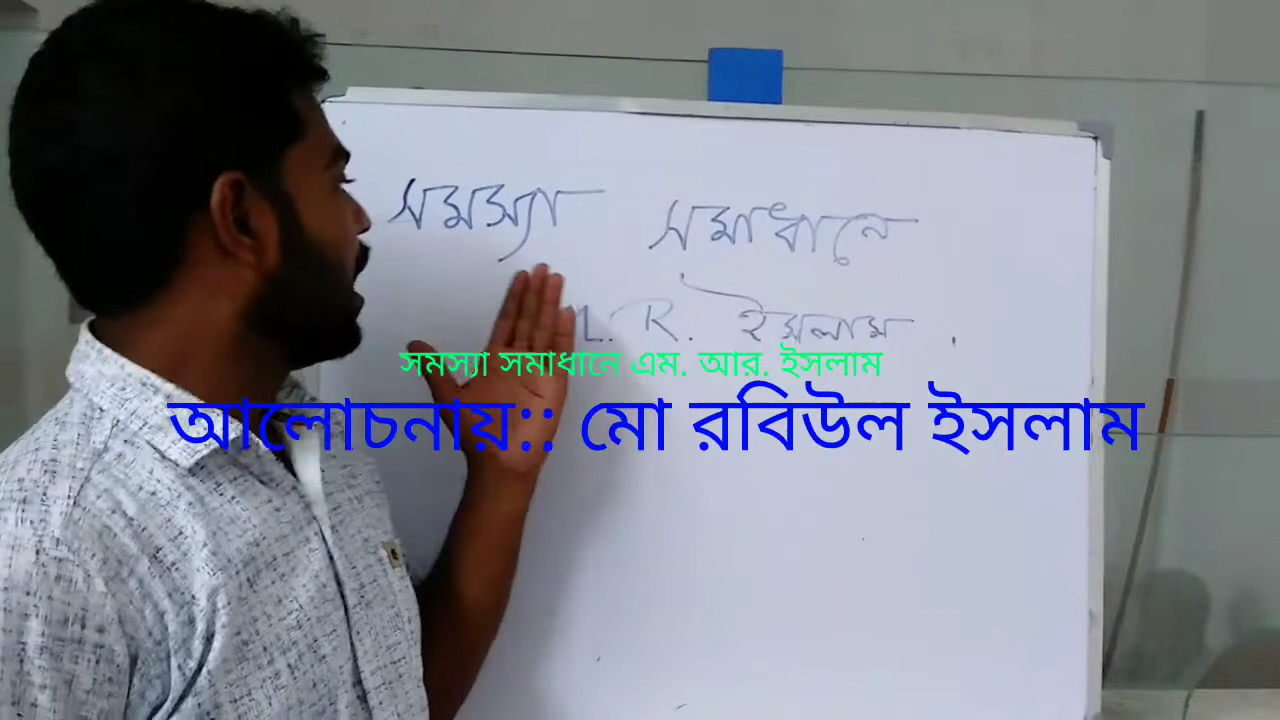 সমস্যা সমাধানে
R. ইসলাম
সমস্যা সমাধানে এম. আর. ইসলাম
আলোচনায়:: মো রবিউল ইসলাম